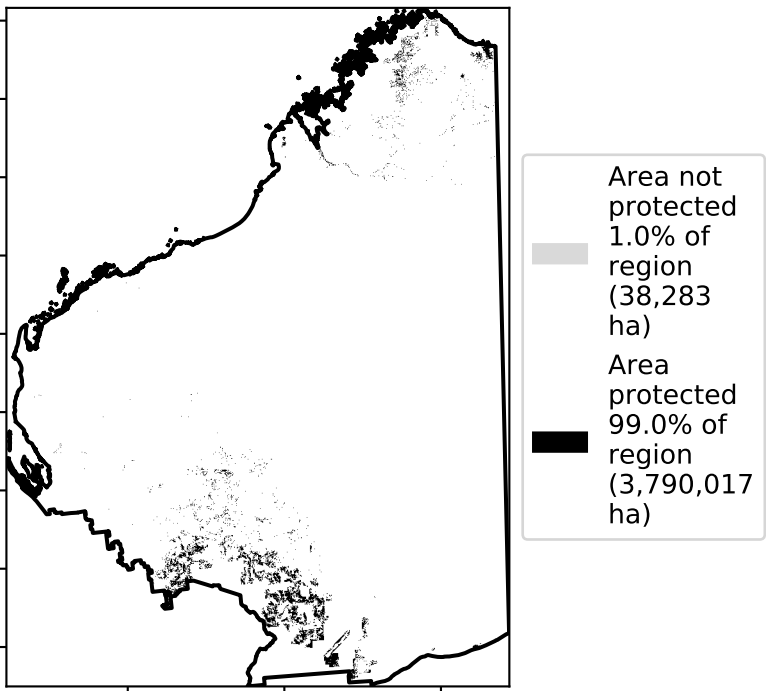 Area not
protected
1.0% of
region
(38,283
ha)
Area
protected
99.0% of
region
(3,790,017
ha)